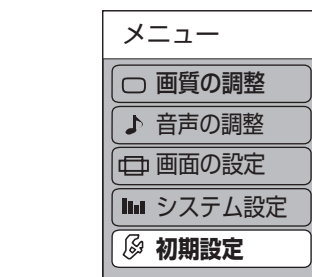 メニュー
画質の調整
音声の調整
画面の設定
システム設定
初期設定